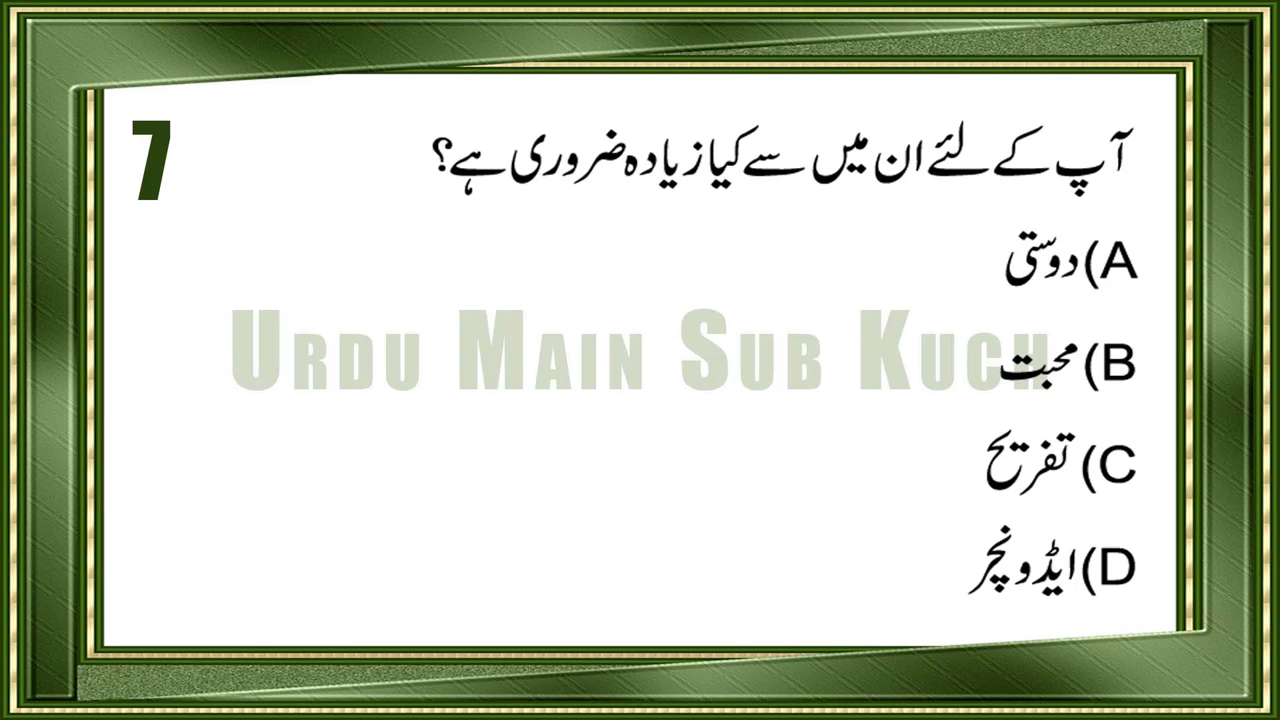 7
آپ کے لئے ان میں سے کیا زیادہ ضروری ہے؟
A) دوستی
URDU MAIN SUB KUCH
B) محبت
C) تفریح
D) ایڈونچر